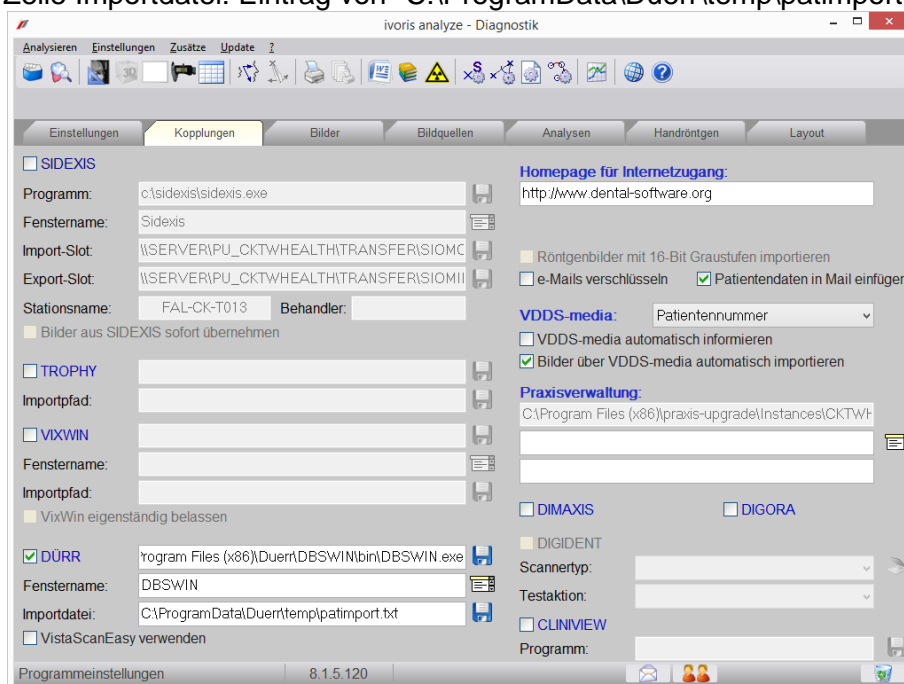 Zeile Importdatei: Eintrag von C:\ProgramData\Duerr\temp\patimport
ivoris analyze - Diagnostik
Analysieren Einstellungen Zusätze Update ?
Einstellungen Kopplungen Bilder Bildquellen Analysen Handröntgen Layout
SIDEXIS
Programm: c:\sidexis\sidexis.exe
Fenstername: Sidexis
Import-Slot: \\SERVER\PU_CKTWHEALTH\TRANSFER\SIOMC
Export-Slot: \\SERVER\PU_CKTWHEALTH\TRANSFER\SIOMII
Stationsname: FAL-CK-T013 Behandler:
Bilder aus SIDEXIS sofort übernehmen
TROPHY
Importpfad:
VIXWIN
Fenstername:
Importpfad:
VixWin eigenständig belassen
DÜRR rogram Files (x86)\Duerr\DBSWIN\bin\DBSWIN.exe
Fenstername: DBSWIN
Importdatei: C:\ProgramData\Duerr\temp\patimport.txt
VistaScanEasy verwenden
Homepage für Internetzugang:
http://www.dental-software.org
Röntgenbilder mit 16-Bit Graustufen importieren
e-Mails verschlüsseln Patientendaten in Mail einfügen
VDDS-media: Patientennummer
VDDS-media automatisch informieren
Bilder über VDDS-media automatisch importieren
Praxisverwaltung:
C:\Program Files (x86)\praxis-upgrade\Instances\CKTWH
DIMAXIS DIGORA
DIGIDENT
Scannertyp:
Testaktion:
CLINIVIEW
Programm:
Programmeinstellungen 8.1.5.120